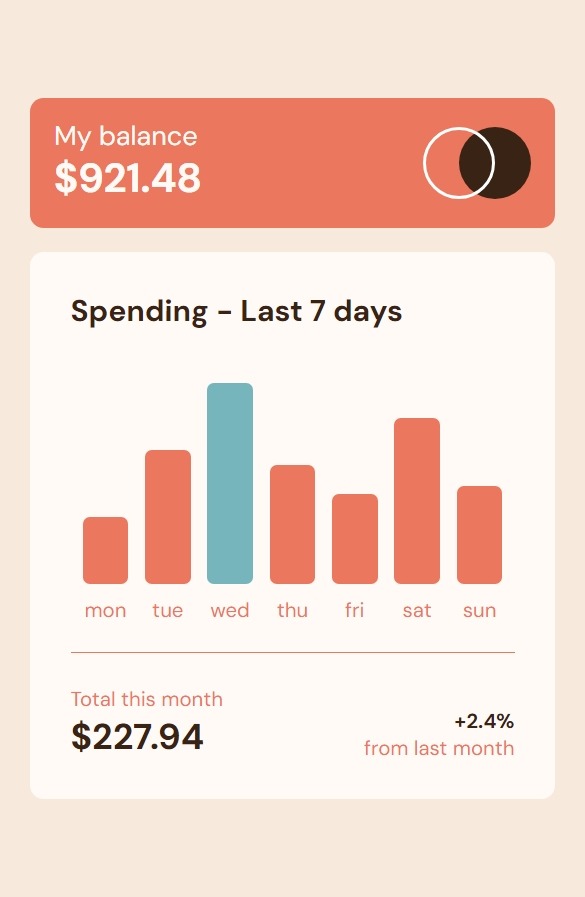 My balance
$921.48
Spending - Last 7 days
mon tue wed thu fri sat sun
Total this month
$227.94
+2.4%
from last month